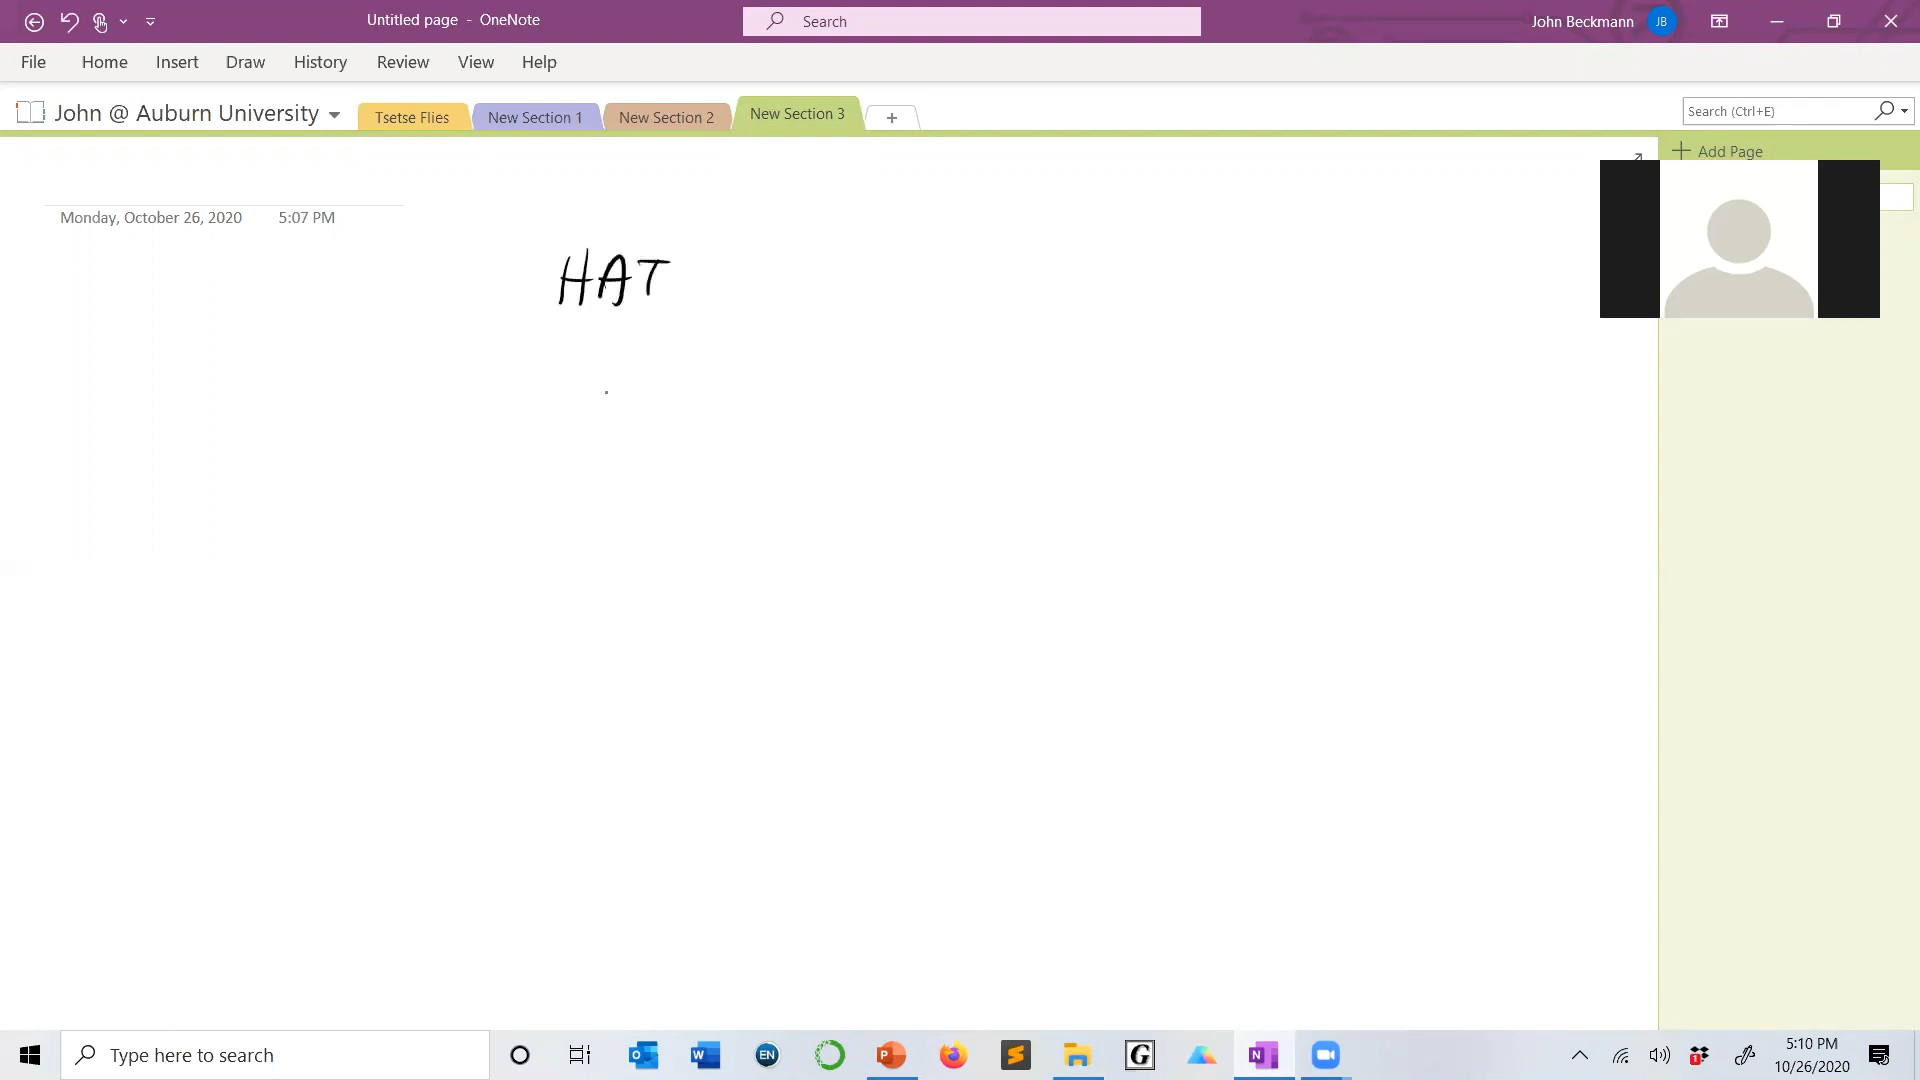 Untitled page - OneNote
Search
John Beckmann
JB
File
Home
Insert
Draw
History
Review
View
Help
John @ Auburn University
Tsetse Flies
New Section 1
New Section 2
New Section 3
+
Search (Ctrl+E)
Add Page
Monday, October 26, 2020
5:07 PM
HAT
Type here to search
O
W
EN
P
S
G
N
1
5:10 PM
10/26/2020